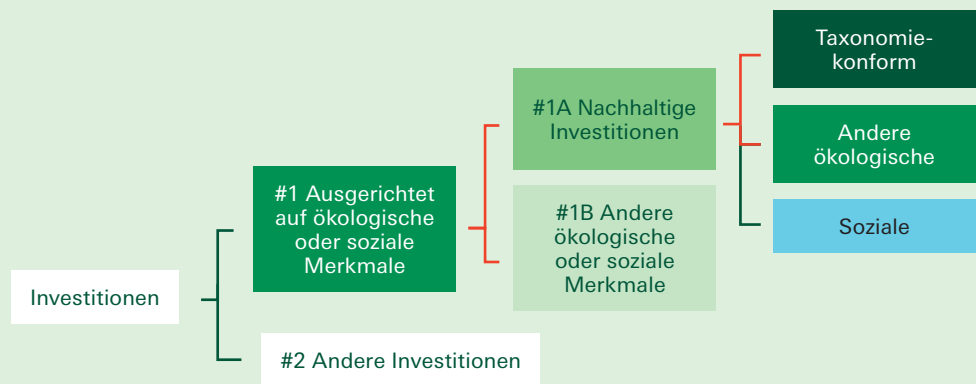 Investitionen
#1 Ausgerichtet
auf ökologische
oder soziale
Merkmale
#2 Andere Investitionen
#1A Nachhaltige
Investitionen
#1B Andere
ökologische
oder soziale
Merkmale
Taxonomie-
konform
Andere
ökologische
Soziale